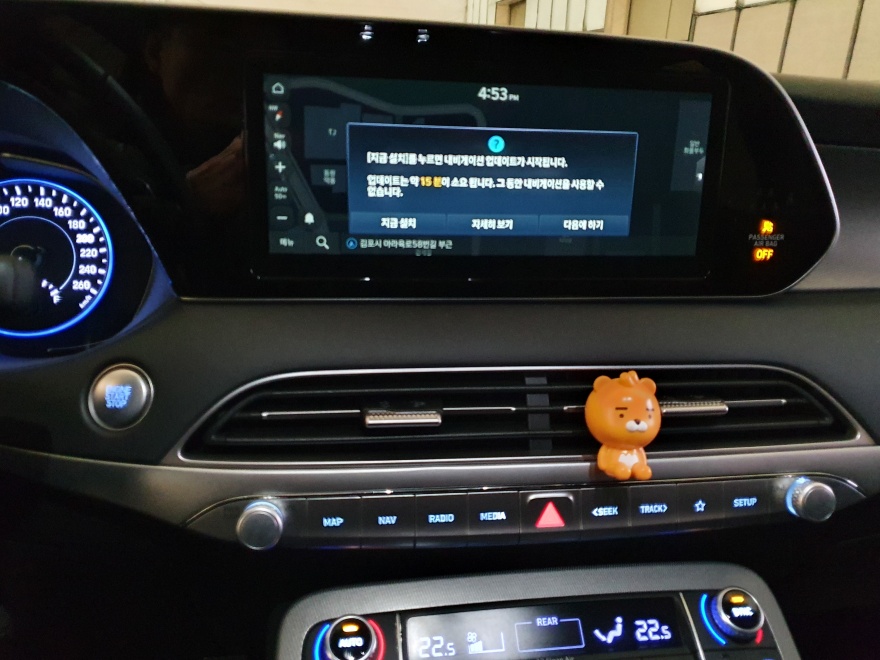 4:53 PM
[지금 설치]를 누르면 내비게이션 업데이트가 시작됩니다.
업데이트는 약 15 분이 소요 됩니다. 그 동안 내비게이션을 사용할 수
없습니다.
지금 설치 자세히 보기 다음에 하기
메뉴 김포시 아라육로58번길 부근
Auto
PASSENGER
AIR BAG
OFF
120 140 160 180 200 220 240 260
km/h
ENGINE
START
STOP
MAP NAV RADIO MEDIA <SEEK TRACK> SETUP
AUTO 22.5 REAR 22.5 SYNC